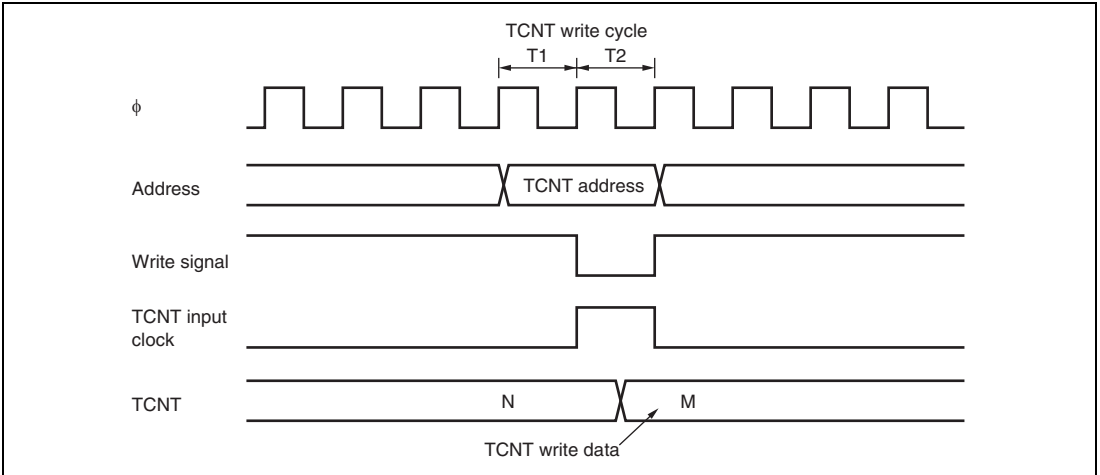 TCNT write cycle
T1 T2
ϕ
Address
TCNT address
Write signal
TCNT input
clock
TCNT
N
M
TCNT write data